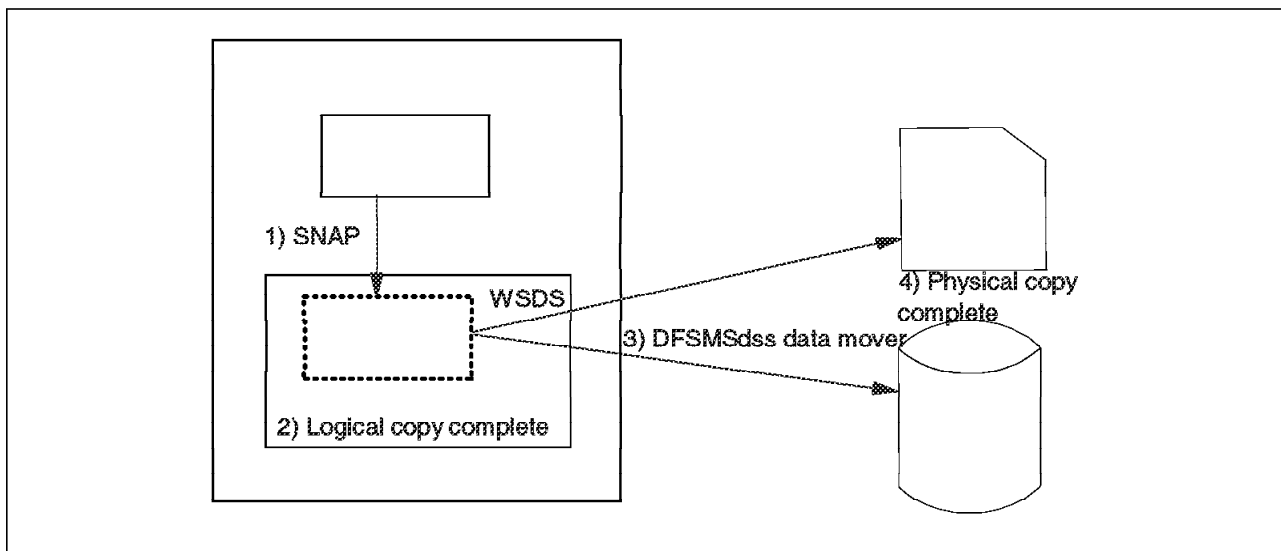 1) SNAP
WSDS
2) Logical copy complete
3) DFSMSdss data mover
4) Physical copy
complete